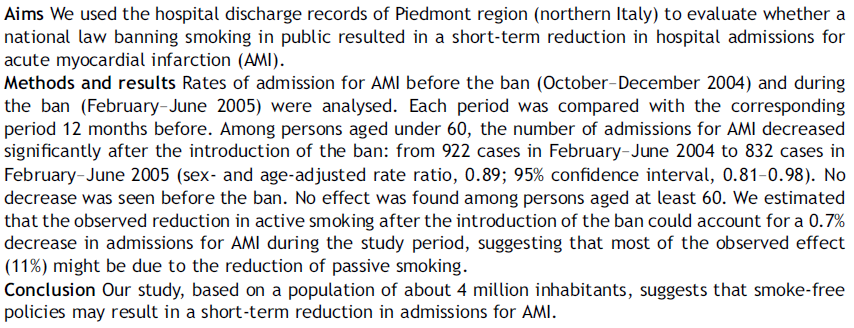 Aims We used the hospital discharge records of Piedmont region (northern Italy) to evaluate whether a
national law banning smoking in public resulted in a short-term reduction in hospital admissions for
acute myocardial infarction (AMI).
Methods and results Rates of admission for AMI before the ban (October–December 2004) and during
the ban (February–June 2005) were analysed. Each period was compared with the corresponding
period 12 months before. Among persons aged under 60, the number of admissions for AMI decreased
significantly after the introduction of the ban: from 922 cases in February–June 2004 to 832 cases in
February–June 2005 (sex- and age-adjusted rate ratio, 0.89; 95% confidence interval, 0.81–0.98). No
decrease was seen before the ban. No effect was found among persons aged at least 60. We estimated
that the observed reduction in active smoking after the introduction of the ban could account for a 0.7%
decrease in admissions for AMI during the study period, suggesting that most of the observed effect
(11%) might be due to the reduction of passive smoking.
Conclusion Our study, based on a population of about 4 million inhabitants, suggests that smoke-free
policies may result in a short-term reduction in admissions for AMI.